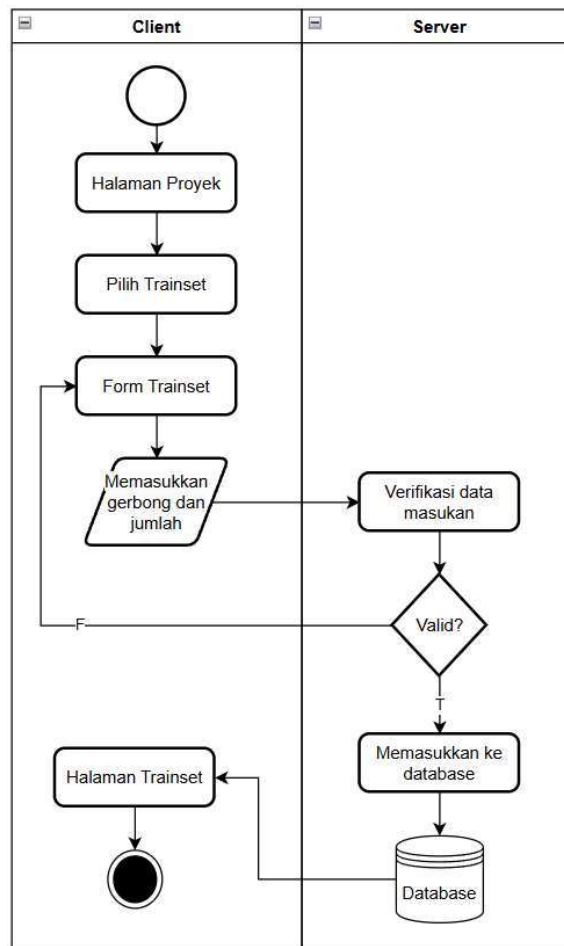 Client
Server
Halaman Proyek
Pilih Trainset
Form Trainset
Memasukkan
gerbong dan
jumlah
Verifikasi data
masukan
Valid?
F
T
Memasukkan ke
database
Halaman Trainset
Database